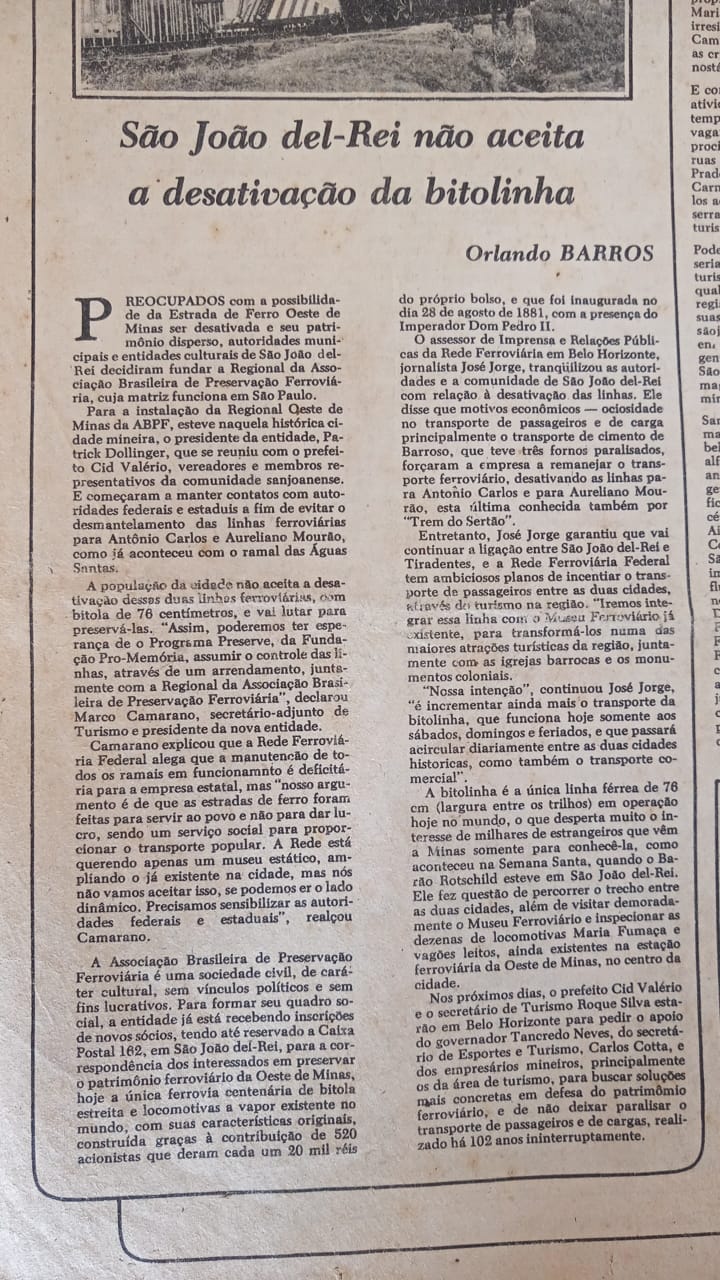 São João del-Rei não aceita
a desativação da bitolinha
Orlando BARROS
PREOCUPADOS com a possibilida-
de da Estrada de Ferro Oeste de
Minas ser desativada e seu patri-
mônio disperso, autoridades muni-
cipais e entidades culturais de São João del-
Rei decidiram fundar a Regional da Asso-
ciação Brasileira de Preservação Ferroviá-
ria, cuja matriz funciona em São Paulo.
Para a instalação da Regional Oeste de
Minas da ABPF, esteve naquela histórica ci-
dade mineira, o presidente da entidade, Pa-
trick Dollinger, que se reuniu com o prefei-
to Cid Valério, vereadores e membros re-
presentativos da comunidade sanjoanense.
E começaram a manter contatos com auto-
ridades federais e estaduis a fim de evitar o
desmantelamento das linhas ferroviárias
para Antônio Carlos e Aureliano Mourão,
como já aconteceu com o ramal das Águas
Santas.
A população da cidade não aceita a desa-
tivação dessas duas linhas ferroviárias, com
bitola de 76 centímetros, e vai lutar para
preservá-las. “Assim, poderemos ter espe-
rança de o Programa Preserve, da Funda-
ção Pro-Memória, assumir o controle das li-
nhas, através de um arrendamento, junta-
mente com a Regional da Associação Brasi-
leira de Preservação Ferroviária”, declarou
Marco Camarano, secretário-adjunto de
Turismo e presidente da nova entidade.
Camarano explicou que a Rede Ferroviá-
ria Federal alega que a manutenção de to-
dos os ramais em funcionamnto é deficitá-
ria para a empresa estatal, mas “nosso argu-
mento é de que as estradas de ferro foram
feitas para servir ao povo e não para dar lu-
cro, sendo um serviço social para propor-
cionar o transporte popular. A Rede está
querendo apenas um museu estático, am-
pliando o já existente na cidade, mas nós
não vamos aceitar isso, se podemos er o lado
dinâmico. Precisamos sensibilizar as autori-
dades federais e estaduais”, realçou
Camarano.
A Associação Brasileira de Preservação
Ferroviária é uma sociedade civil, de cará-
ter cultural, sem vínculos políticos e sem
fins lucrativos. Para formar seu quadro so-
cial, a entidade já está recebendo inscrições
de novos sócios, tendo até reservado a Caixa
Postal 162, em São João del-Rei, para a cor-
respondência dos interessados em preservar
o patrimônio ferroviário da Oeste de Minas,
hoje a única ferrovia centenária de bitola
estreita e locomotivas a vapor existente no
mundo, com suas características originais,
construída graças à contribuição de 520
acionistas que deram cada um 20 mil réis
do próprio bolso, e que foi inaugurada no
dia 28 de agosto de 1881, com a presença do
Imperador Dom Pedro II.
O assessor de Imprensa e Relações Públi-
cas da Rede Ferroviária em Belo Horizonte,
jornalista José Jorge, tranqüilizou as autori-
dades e a comunidade de São João del-Rei
com relação à desativação das linhas. Ele
disse que motivos econômicos — ociosidade
no transporte de passageiros e de carga
principalmente o transporte de cimento de
Barroso, que teve três fornos paralisados,
forçaram a empresa a remanejar o trans-
porte ferroviário, desativando as linhas pa-
ra Antonio Carlos e para Aureliano Mou-
rão, esta última conhecida também por
“Trem do Sertão”.
Entretanto, José Jorge garantiu que vai
continuar a ligação entre São João del-Rei e
Tiradentes, e a Rede Ferroviária Federal
tem ambiciosos planos de incentiar o trans-
porte de passageiros entre as duas cidades,
através do turismo na região. “Iremos inte-
grar essa linha com o Museu Ferroviário já
existente, para transformá-los numa das
maiores atrações turísticas da região, junta-
mente com as igrejas barrocas e os monu-
mentos coloniais.
“Nossa intenção”, continuou José Jorge,
“é incrementar ainda mais o transporte da
bitolinha, que funciona hoje somente aos
sábados, domingos e feriados, e que passará
acircular diariamente entre as duas cidades
historicas, como também o transporte co-
mercial”.
A bitolinha é a única linha férrea de 76
cm (largura entre os trilhos) em operação
hoje no mundo, o que desperta muito o in-
teresse de milhares de estrangeiros que vêm
a Minas somente para conhecê-la, como
aconteceu na Semana Santa, quando o Ba-
rão Rotschild esteve em São João del-Rei.
Ele fez questão de percorrer o trecho entre
as duas cidades, além de visitar demorada-
mente o Museu Ferroviário e inspecionar as
dezenas de locomotivas Maria Fumaça e
vagões leitos, ainda existentes na estação
ferroviária da Oeste de Minas, no centro da
cidade.
Nos próximos dias, o prefeito Cid Valério
e o secretário de Turismo Roque Silva esta-
rão em Belo Horizonte para pedir o apoio
do governador Tancredo Neves, do secretá-
rio de Esportes e Turismo, Carlos Cotta, e
dos empresários mineiros, principalmente
os da área de turismo, para buscar soluções
mais concretas em defesa do patrimômio
ferroviário, e de não deixar paralisar o
transporte de passageiros e de cargas, reali-
zado há 102 anos ininterruptamente.